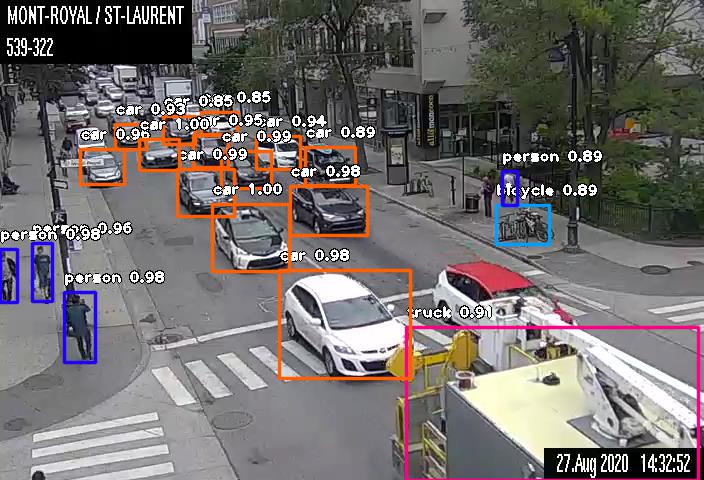 MONT-ROYAL / ST-LAURENT
539-322
car 0.85
car 0.93
car 0.95
car 0.94
car 1.00
car 0.96
car 0.99
car 0.89
car 0.99
car 0.98
car 1.00
person 0.89
bicycle 0.89
person 0.96
person 0.98
person 0.98
car 0.98
truck 0.91
27.Aug 2020 14:32:52